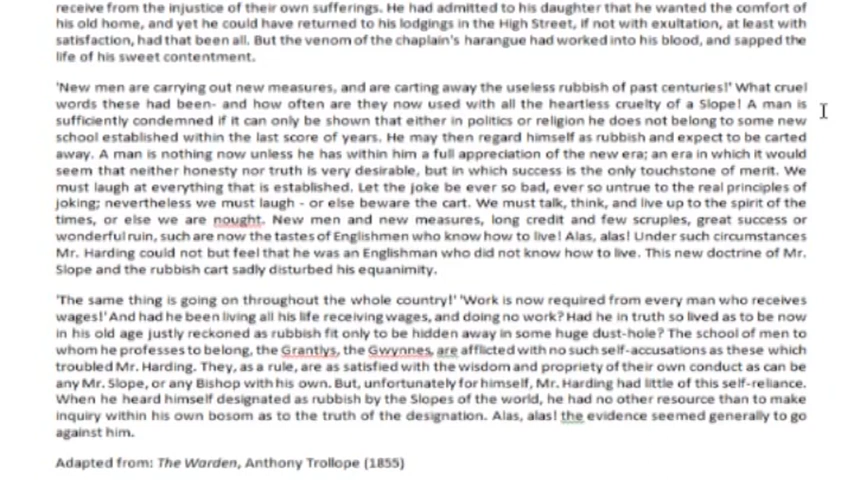 receive from the injustice of their own sufferings. He had admitted to his daughter that he wanted the comfort of
his old home, and yet he could have returned to his lodgings in the High Street, if not with exultation, at least with
satisfaction, had that been all. But the venom of the chaplain's harangue had worked into his blood, and sapped the
life of his sweet contentment.
'New men are carrying out new measures, and are carting away the useless rubbish of past centuries!' What cruel
words these had been- and how often are they now used with all the heartless cruelty of a Slope! A man is
sufficiently condemned if it can only be shown that either in politics or religion he does not belong to some new
school established within the last score of years. He may then regard himself as rubbish and expect to be carted
away. A man is nothing now unless he has within him a full appreciation of the new era; an era in which it would
seem that neither honesty nor truth is very desirable, but in which success is the only touchstone of merit. We
must laugh at everything that is established. Let the joke be ever so bad, ever so untrue to the real principles of
joking; nevertheless we must laugh - or else beware the cart. We must talk, think, and live up to the spirit of the
times, or else we are nought. New men and new measures, long credit and few scruples, great success or
wonderful ruin, such are now the tastes of Englishmen who know how to live! Alas, alas! Under such circumstances
Mr. Harding could not but feel that he was an Englishman who did not know how to live. This new doctrine of Mr.
Slope and the rubbish cart sadly disturbed his equanimity.
'The same thing is going on throughout the whole country!' 'Work is now required from every man who receives
wages!' And had he been living all his life receiving wages, and doing no work? Had he in truth so lived as to be now
in his old age justly reckoned as rubbish fit only to be hidden away in some huge dust-hole? The school of men to
whom he professes to belong, the Grantlys, the Gwynnes, are afflicted with no such self-accusations as these which
troubled Mr. Harding. They, as a rule, are as satisfied with the wisdom and propriety of their own conduct as can be
any Mr. Slope, or any Bishop with his own. But, unfortunately for himself, Mr. Harding had little of this self-reliance.
When he heard himself designated as rubbish by the Slopes of the world, he had no other resource than to make
inquiry within his own bosom as to the truth of the designation. Alas, alas! the evidence seemed generally to go
against him.
Adapted from: The Warden, Anthony Trollope (1855)